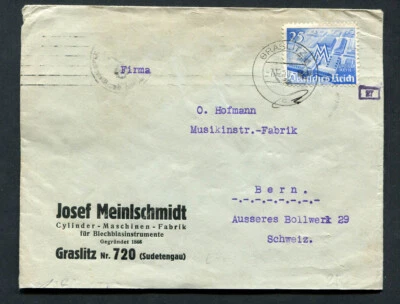 25
Deutsches Reich
Firma
O. Hofmann
Musikinstr.-Fabrik
Bern.
Ausseres Bollwerk 29
Schweiz.
Josef Meinlschmidt
Cylinder-Maschinen-Fabrik
für Blechblasinstrumente
Gegründet 1868
Graslitz Nr. 720 (Sudetengau)